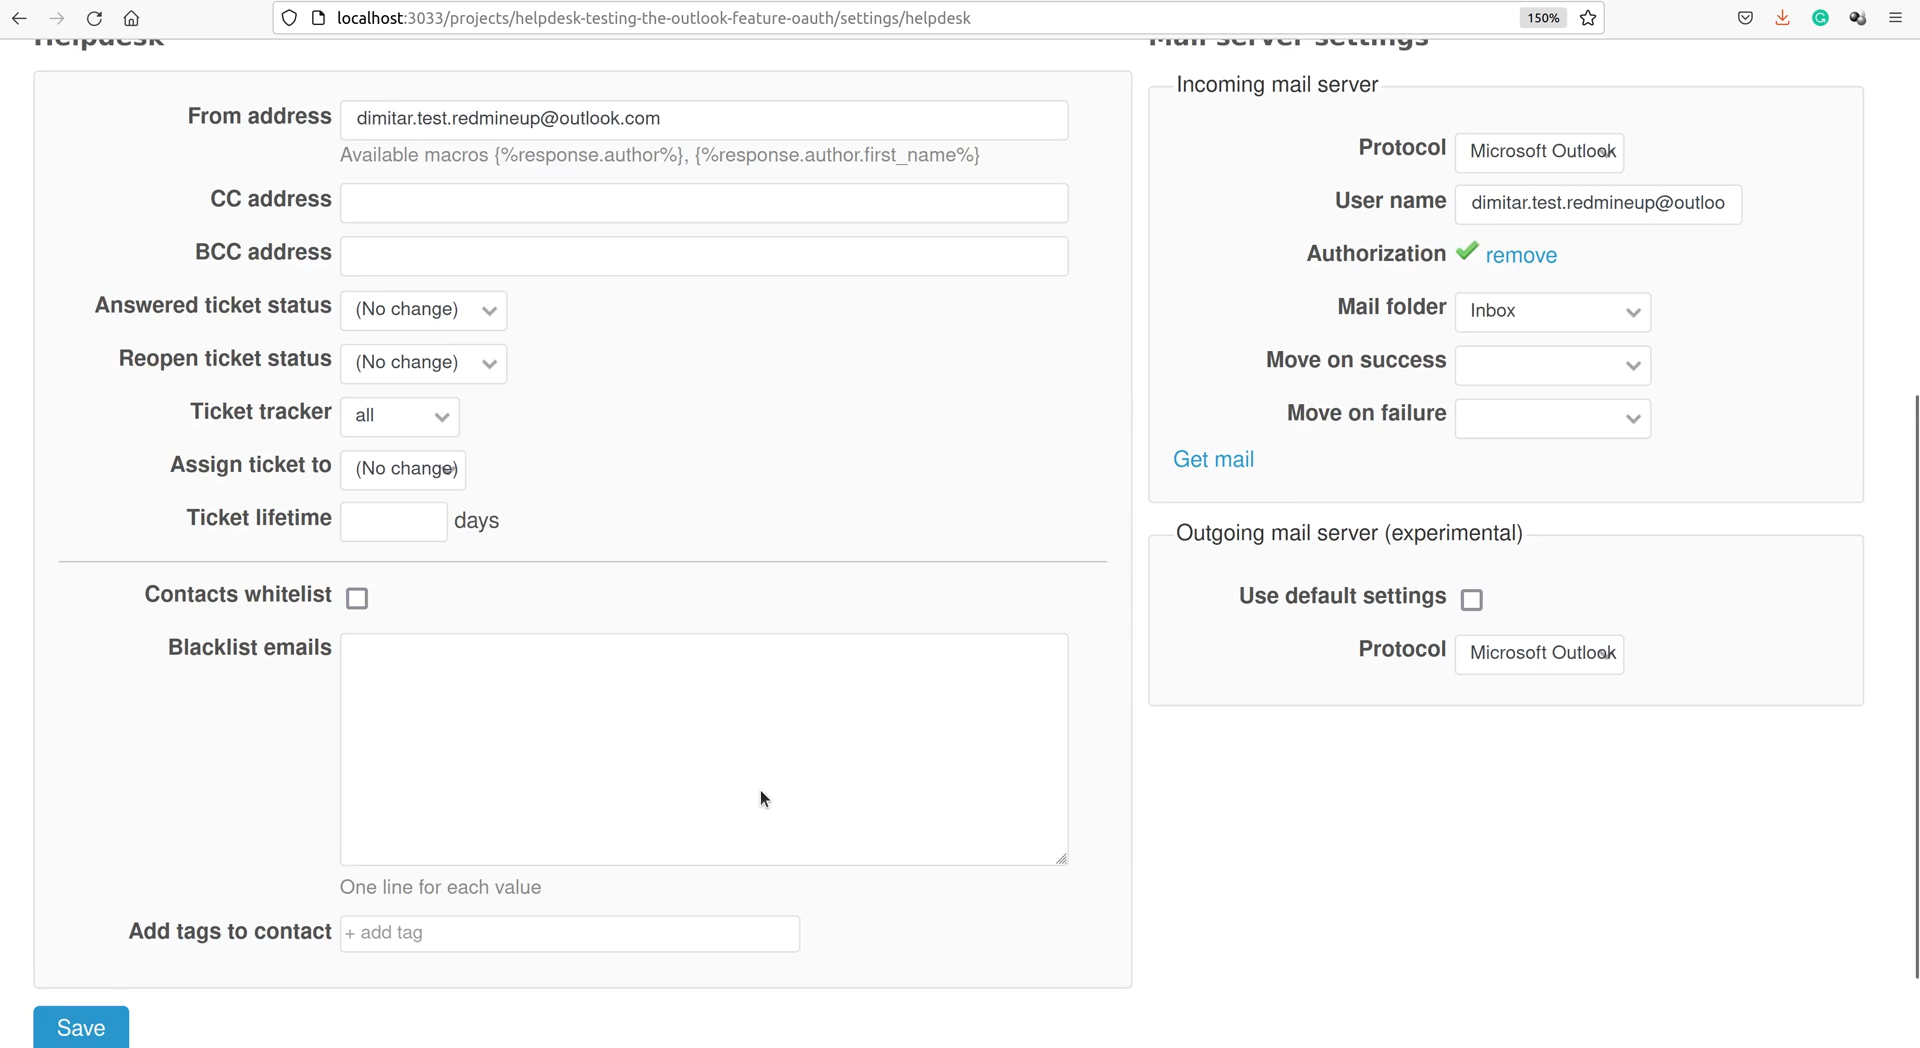 localhost:3033/projects/helpdesk-testing-the-outlook-feature-oauth/settings/helpdesk
150%
Helpdesk
From address
dimitar.test.redmineup@outlook.com
Available macros {%response.author%}, {%response.author.first_name%}
CC address
BCC address
Answered ticket status
(No change)
Reopen ticket status
(No change)
Ticket tracker
all
Assign ticket to
(No change)
Ticket lifetime
days
Contacts whitelist
Blacklist emails
One line for each value
Add tags to contact
+ add tag
Save
Mail server settings
Incoming mail server
Protocol
Microsoft Outlook
User name
dimitar.test.redmineup@outloo
Authorization
remove
Mail folder
Inbox
Move on success
Move on failure
Get mail
Outgoing mail server (experimental)
Use default settings
Protocol
Microsoft Outlook